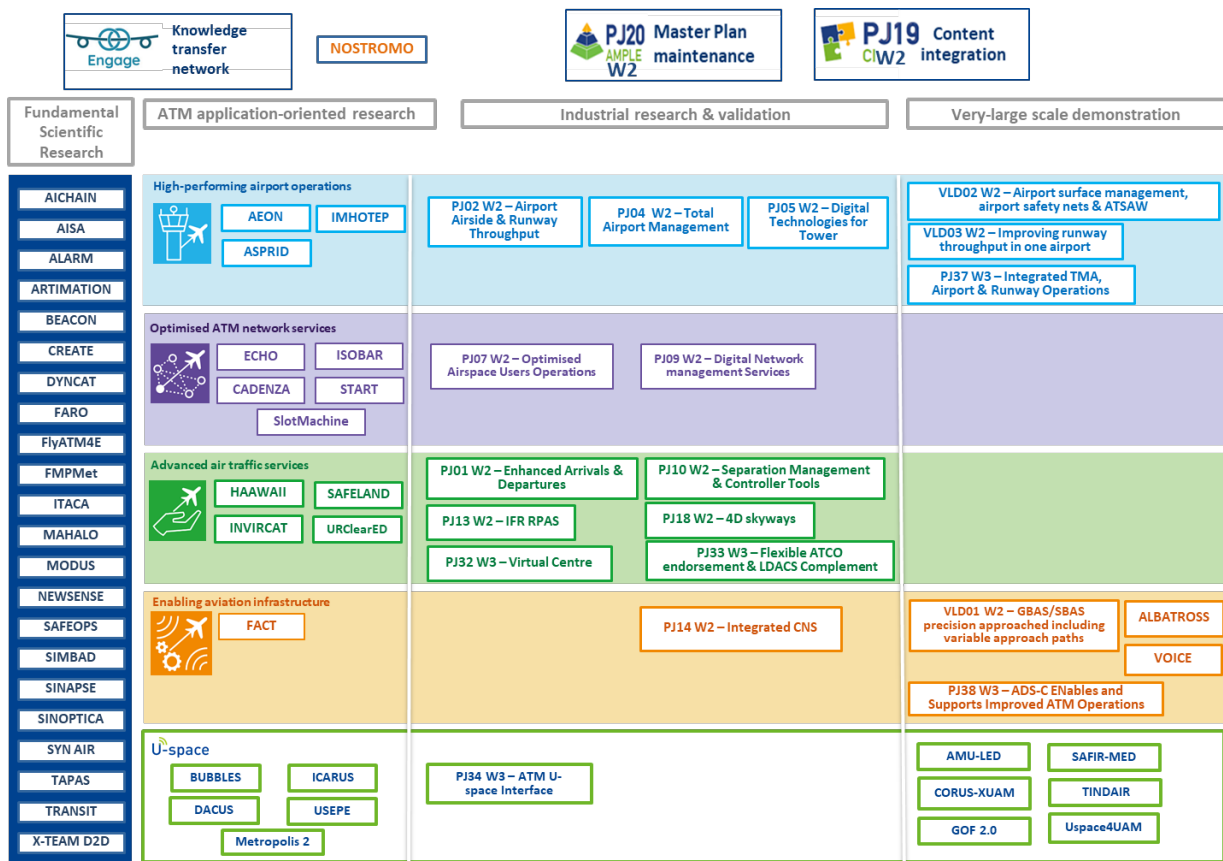 Engage
Knowledge
transfer
network
NOSTROMO
PJ20
AMPLE
W2
Master Plan
maintenance
PJ19
CIW2
Content
integration
Fundamental
Scientific
Research
ATM application-oriented research
Industrial research & validation
Very-large scale demonstration
AICHAIN
AISA
ALARM
ARTIMATION
BEACON
CREATE
DYNCAT
FARO
FlyATM4E
FMPMet
ITACA
MAHALO
MODUS
NEWSENSE
SAFEOPS
SIMBAD
SINAPSE
SINOPTICA
SYN AIR
TAPAS
TRANSIT
X-TEAM D2D
High-performing airport operations
AEON
IMHOTEP
ASPRID
PJ02 W2 – Airport
Airside & Runway
Throughput
PJ04 W2 – Total
Airport Management
PJ05 W2 – Digital
Technologies for
Tower
VLD02 W2 – Airport surface management,
airport safety nets & ATSAW
VLD03 W2 – Improving runway
throughput in one airport
PJ37 W3 – Integrated TMA,
Airport & Runway Operations
Optimised ATM network services
ECHO
ISOBAR
CADENZA
START
SlotMachine
PJ07 W2 – Optimised
Airspace Users Operations
PJ09 W2 – Digital Network
management Services
Advanced air traffic services
HAAWAII
SAFELAND
INVIRCAT
URClearED
PJ01 W2 – Enhanced Arrivals &
Departures
PJ10 W2 – Separation Management
& Controller Tools
PJ13 W2 – IFR RPAS
PJ18 W2 – 4D skyways
PJ32 W3 – Virtual Centre
PJ33 W3 – Flexible ATCO
endorsement & LDACS Complement
Enabling aviation infrastructure
FACT
PJ14 W2 – Integrated CNS
VLD01 W2 – GBAS/SBAS
precision approached including
variable approach paths
ALBATROSS
VOICE
PJ38 W3 – ADS-C ENables and
Supports Improved ATM Operations
U-space
BUBBLES
ICARUS
DACUS
USEPE
Metropolis 2
PJ34 W3 – ATM U-
space Interface
AMU-LED
SAFIR-MED
CORUS-XUAM
TINDAIR
GOF 2.0
Uspace4UAM